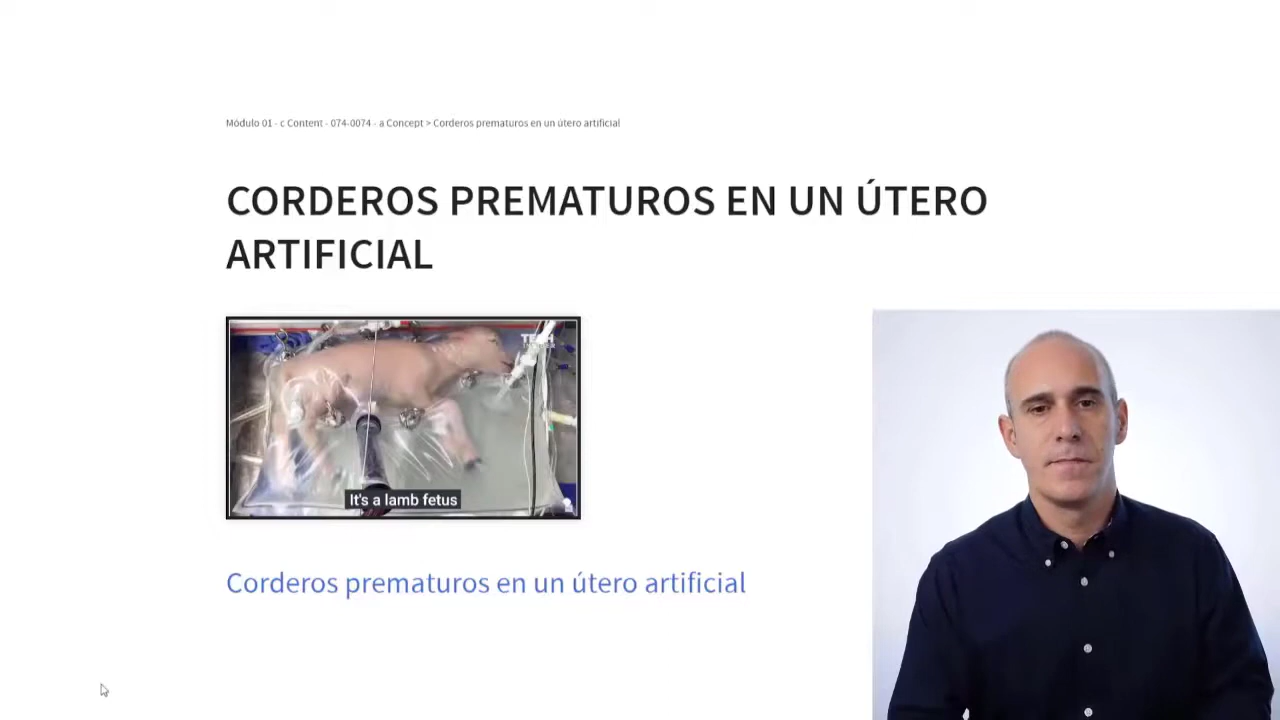 Módulo 01 - c Content - 074-0074 - a Concept > Corderos prematuros en un útero artificial
CORDEROS PREMATUROS EN UN ÚTERO
ARTIFICIAL
It's a lamb fetus
Corderos prematuros en un útero artificial